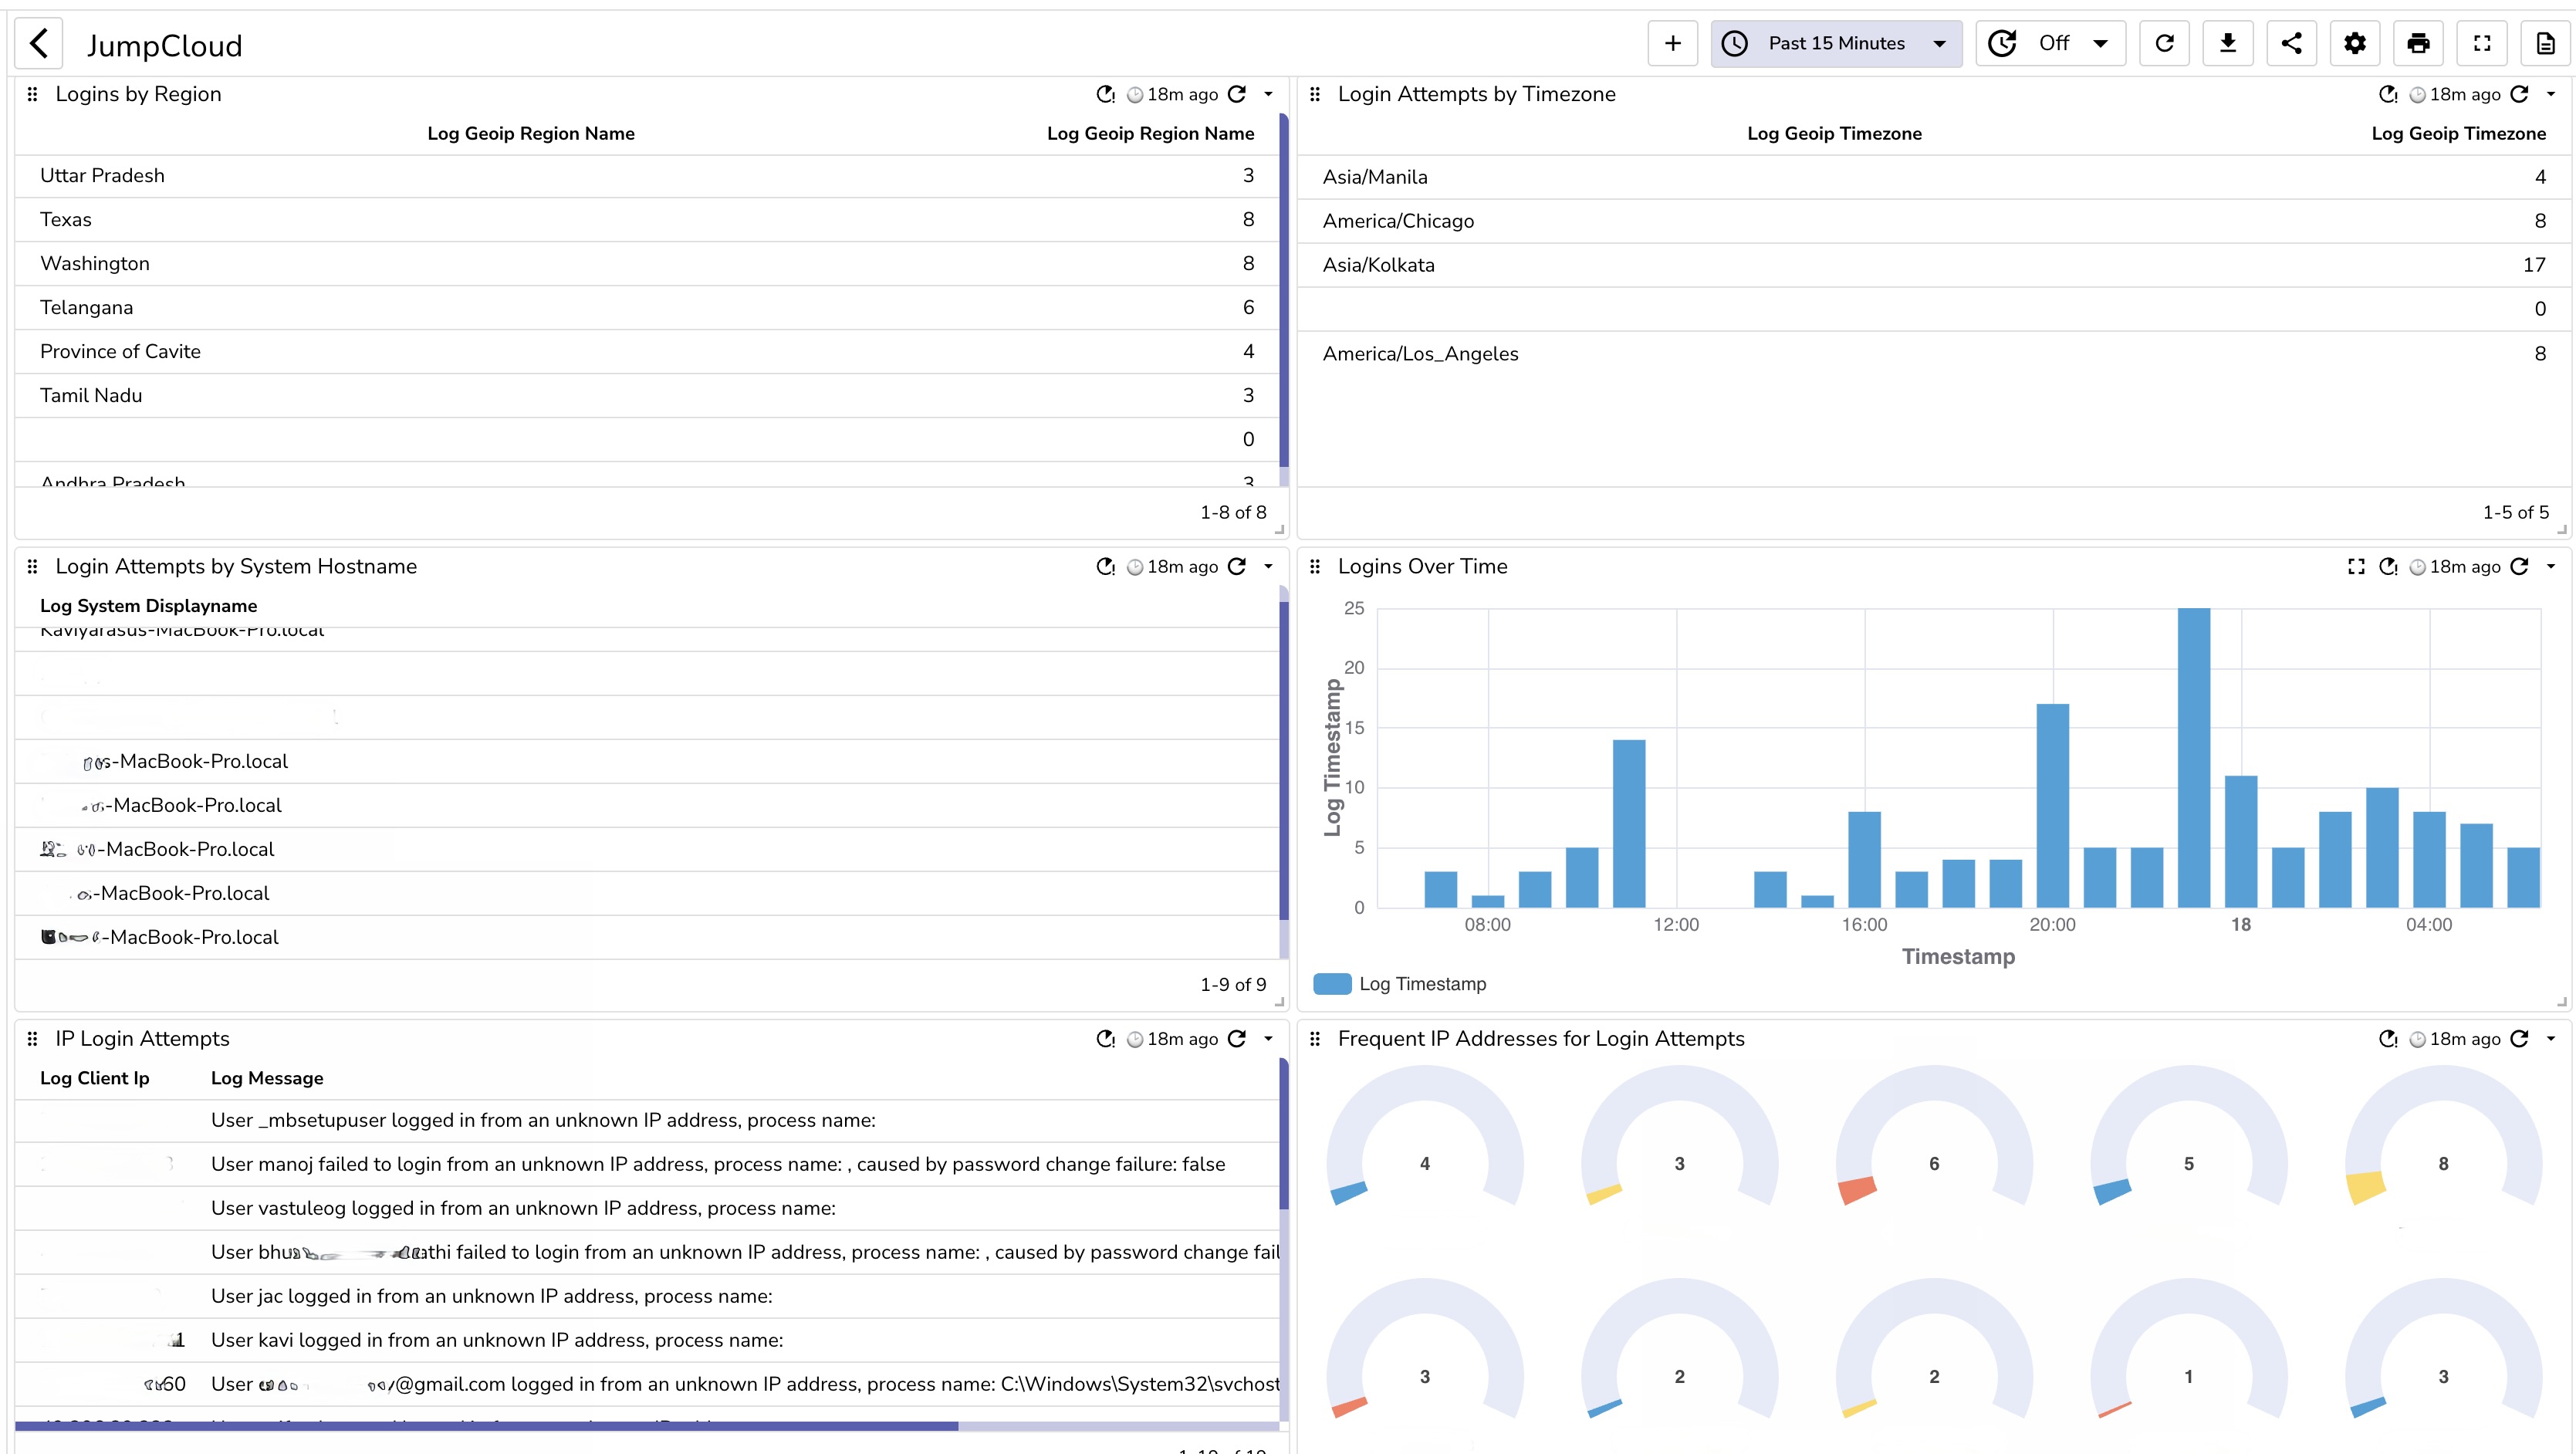 JumpCloud
Past 15 Minutes
Off
Logins by Region
18m ago
Log Geoip Region Name Log Geoip Region Name
Uttar Pradesh 3
Texas 8
Washington 8
Telangana 6
Province of Cavite 4
Tamil Nadu 3
0
Andhra Pradesh 3
1-8 of 8
Login Attempts by Timezone
18m ago
Log Geoip Timezone Log Geoip Timezone
Asia/Manila 4
America/Chicago 8
Asia/Kolkata 17
0
America/Los_Angeles 8
1-5 of 5
Login Attempts by System Hostname
18m ago
Log System Displayname
Kaviyarasus-MacBook-Pro.local
s-MacBook-Pro.local
-MacBook-Pro.local
-MacBook-Pro.local
-MacBook-Pro.local
-MacBook-Pro.local
1-9 of 9
Logins Over Time
18m ago
25
20
15
10
5
0
Log Timestamp
08:00 12:00 16:00 20:00 18 04:00
Timestamp
Log Timestamp
IP Login Attempts
18m ago
Log Client Ip Log Message
User _mbsetupuser logged in from an unknown IP address, process name:
User manoj failed to login from an unknown IP address, process name: , caused by password change failure: false
User vastuleog logged in from an unknown IP address, process name:
User bhu athi failed to login from an unknown IP address, process name: , caused by password change fail
User jac logged in from an unknown IP address, process name:
1 User kavi logged in from an unknown IP address, process name:
60 User @gmail.com logged in from an unknown IP address, process name: C:\Windows\System32\svchost
Frequent IP Addresses for Login Attempts
18m ago
4 3 6 5 8
3 2 2 1 3